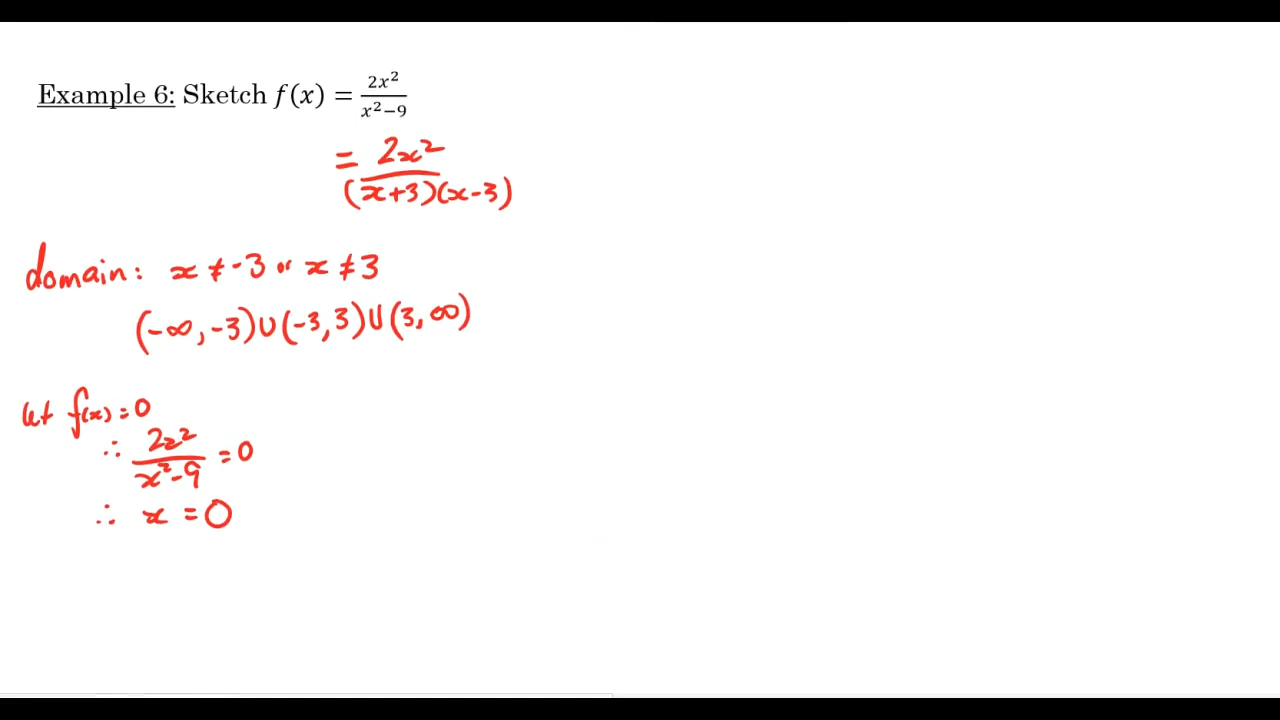 Example 6: Sketch f(x) = 2x²/x²−9
= 2x²/(x+3)(x-3)
domain: x ≠ -3 or x ≠ 3
(-∞, -3)∪(-3, 3)∪(3, ∞)
let f(x) = 0
∴ 2x²/x²-9 = 0
∴ x = 0